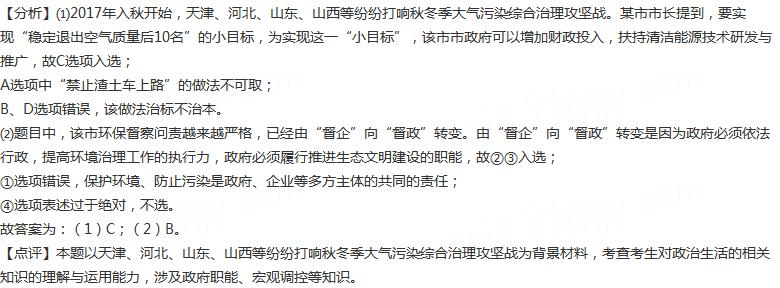 【分析】⑴2017年入秋开始，天津、河北、山东、山西等纷纷打响秋冬季大气污染综合治理攻坚战。某市市长提到，要实
现“稳定退出空气质量后10名”的小目标，为实现这一“小目标”，该市市政府可以增加财政投入，扶持清洁能源技术研发与
推广，故C选项入选；
A选项中“禁止渣土车上路”的做法不可取；
B、D选项错误，该做法治标不治本。
⑵题目中，该市环保督察问责越来越严格，已经由“督企”向“督政”转变。由“督企”向“督政”转变是因为政府必须依法
行政，提高环境治理工作的执行力，政府必须履行推进生态文明建设的职能，故②③入选；
①选项错误，保护环境、防止污染是政府、企业等多方主体的共同的责任；
④选项表述过于绝对，不选。
故答案为：（1）C；（2）B。
【点评】本题以天津、河北、山东、山西等纷纷打响秋冬季大气污染综合治理攻坚战为背景材料，考查考生对政治生活的相关
知识的理解与运用能力，涉及政府职能、宏观调控等知识。